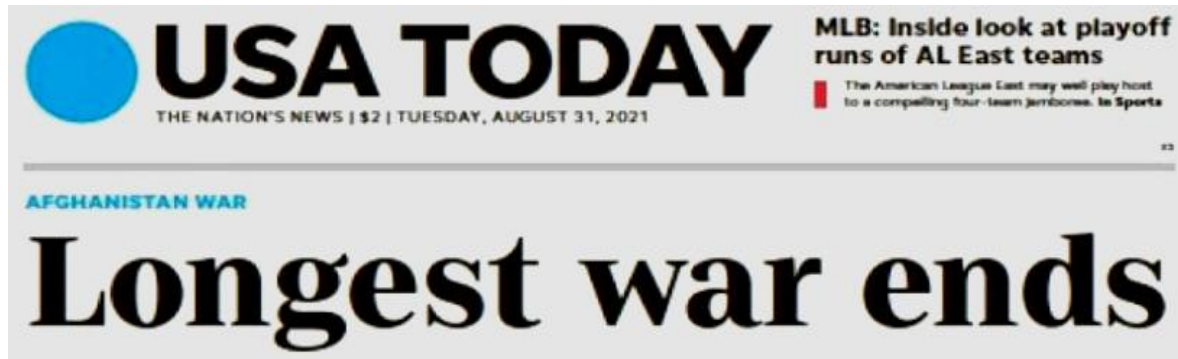 USA TODAY
THE NATION'S NEWS | $2 | TUESDAY, AUGUST 31, 2021
MLB: Inside look at playoff
runs of AL East teams
The American League East may well play host
to a compelling four-team jamboree. In Sports
AFGHANISTAN WAR
Longest war ends